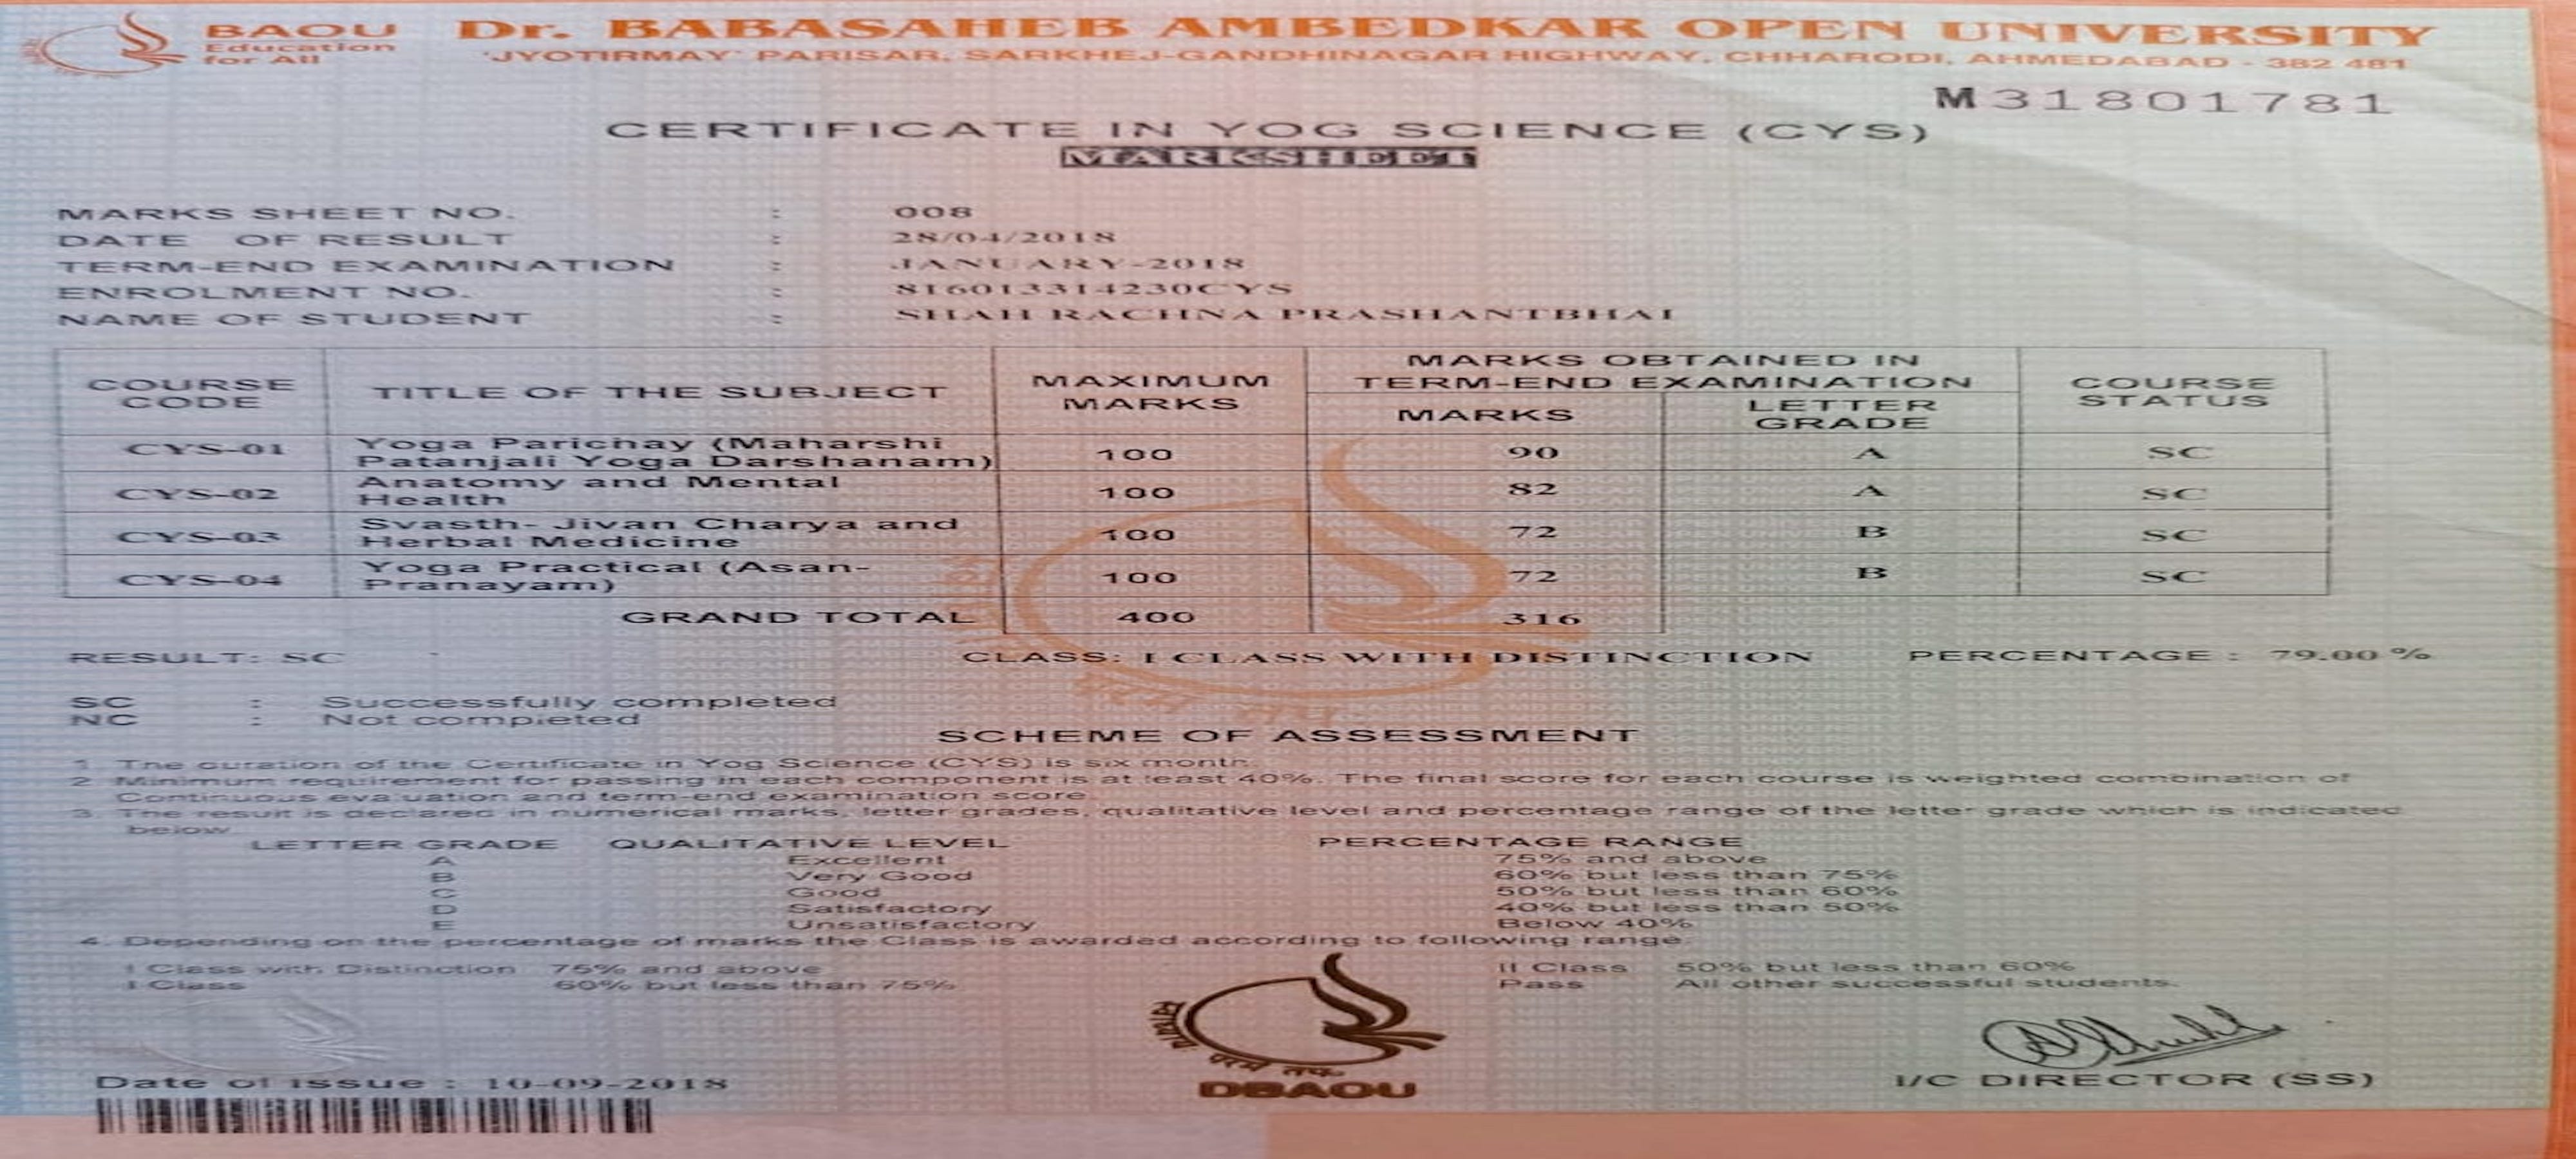 BAOU
Education
for All
Dr. BABASAHEB AMBEDKAR OPEN UNIVERSITY
'JYOTIRMAY' PARISAR, SARKHEJ-GANDHINAGAR HIGHWAY, CHHARODI, AHMEDABAD - 382 481
M31801781
CERTIFICATE IN YOG SCIENCE (CYS)
MARKSHEET
MARKS SHEET NO. : 008
DATE OF RESULT : 28/04/2018
TERM-END EXAMINATION : JANUARY-2018
ENROLMENT NO. : 816013314230CYS
NAME OF STUDENT : SHAH RACHNA PRASHANTBHAI
COURSE CODE TITLE OF THE SUBJECT MAXIMUM MARKS MARKS OBTAINED IN TERM-END EXAMINATION COURSE STATUS
MARKS LETTER GRADE
CYS-01 Yoga Parichay (Maharshi Patanjali Yoga Darshanam) 100 90 A SC
CYS-02 Anatomy and Mental Health 100 82 A SC
CYS-03 Svasth- Jivan Charya and Herbal Medicine 100 72 B SC
CYS-04 Yoga Practical (Asan-Pranayam) 100 72 B SC
GRAND TOTAL 400 316
RESULT: SC CLASS: I CLASS WITH DISTINCTION PERCENTAGE : 79.00 %
SC : Successfully completed
NC : Not completed
SCHEME OF ASSESSMENT
1. The duration of the Certificate in Yog Science (CYS) is six month.
2. Minimum requirement for passing in each component is at least 40%. The final score for each course is weighted combination of
Continuous evaluation and term-end examination score.
3. The result is declared in numerical marks, letter grades, qualitative level and percentage range of the letter grade which is indicated
below.
LETTER GRADE QUALITATIVE LEVEL PERCENTAGE RANGE
A Excellent 75% and above
B Very Good 60% but less than 75%
C Good 50% but less than 60%
D Satisfactory 40% but less than 50%
E Unsatisfactory Below 40%
4. Depending on the percentage of marks the Class is awarded according to following range.
I Class with Distinction 75% and above II Class 50% but less than 60%
I Class 60% but less than 75% Pass All other successful students.
DBAOU
I/C DIRECTOR (SS)
Date of issue : 10-09-2018